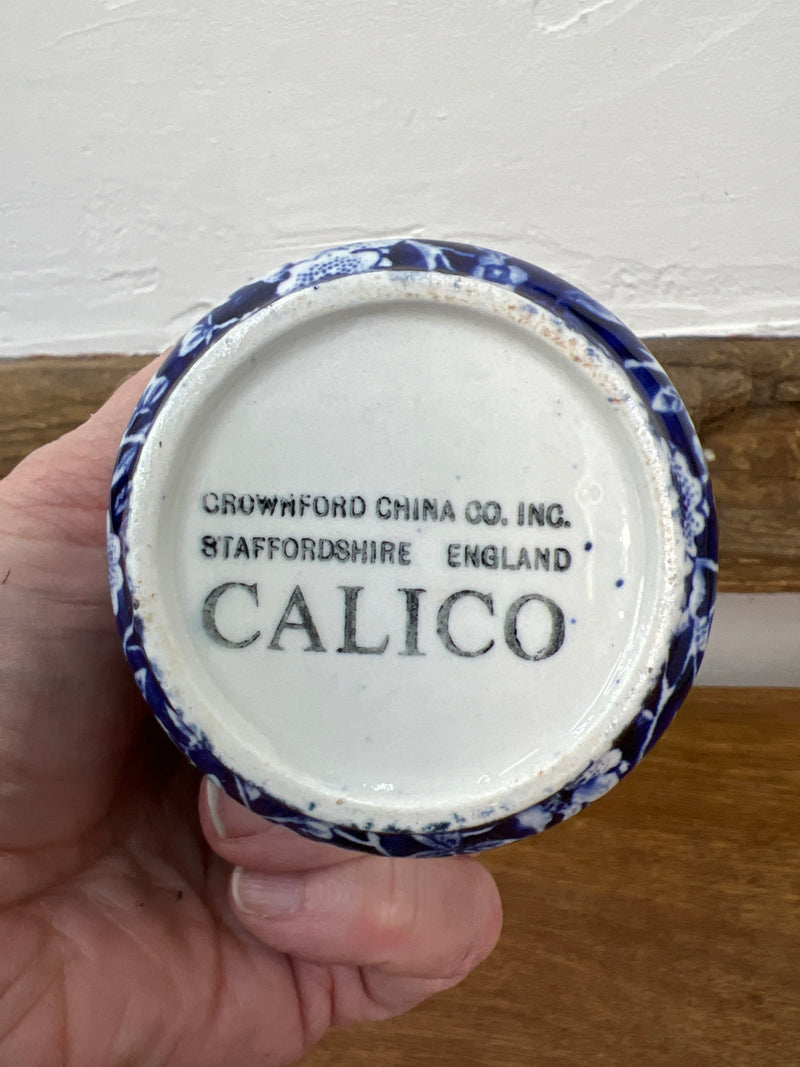 CROWNFORD CHINA CO. INC.
STAFFORDSHIRE ENGLAND
CALICO